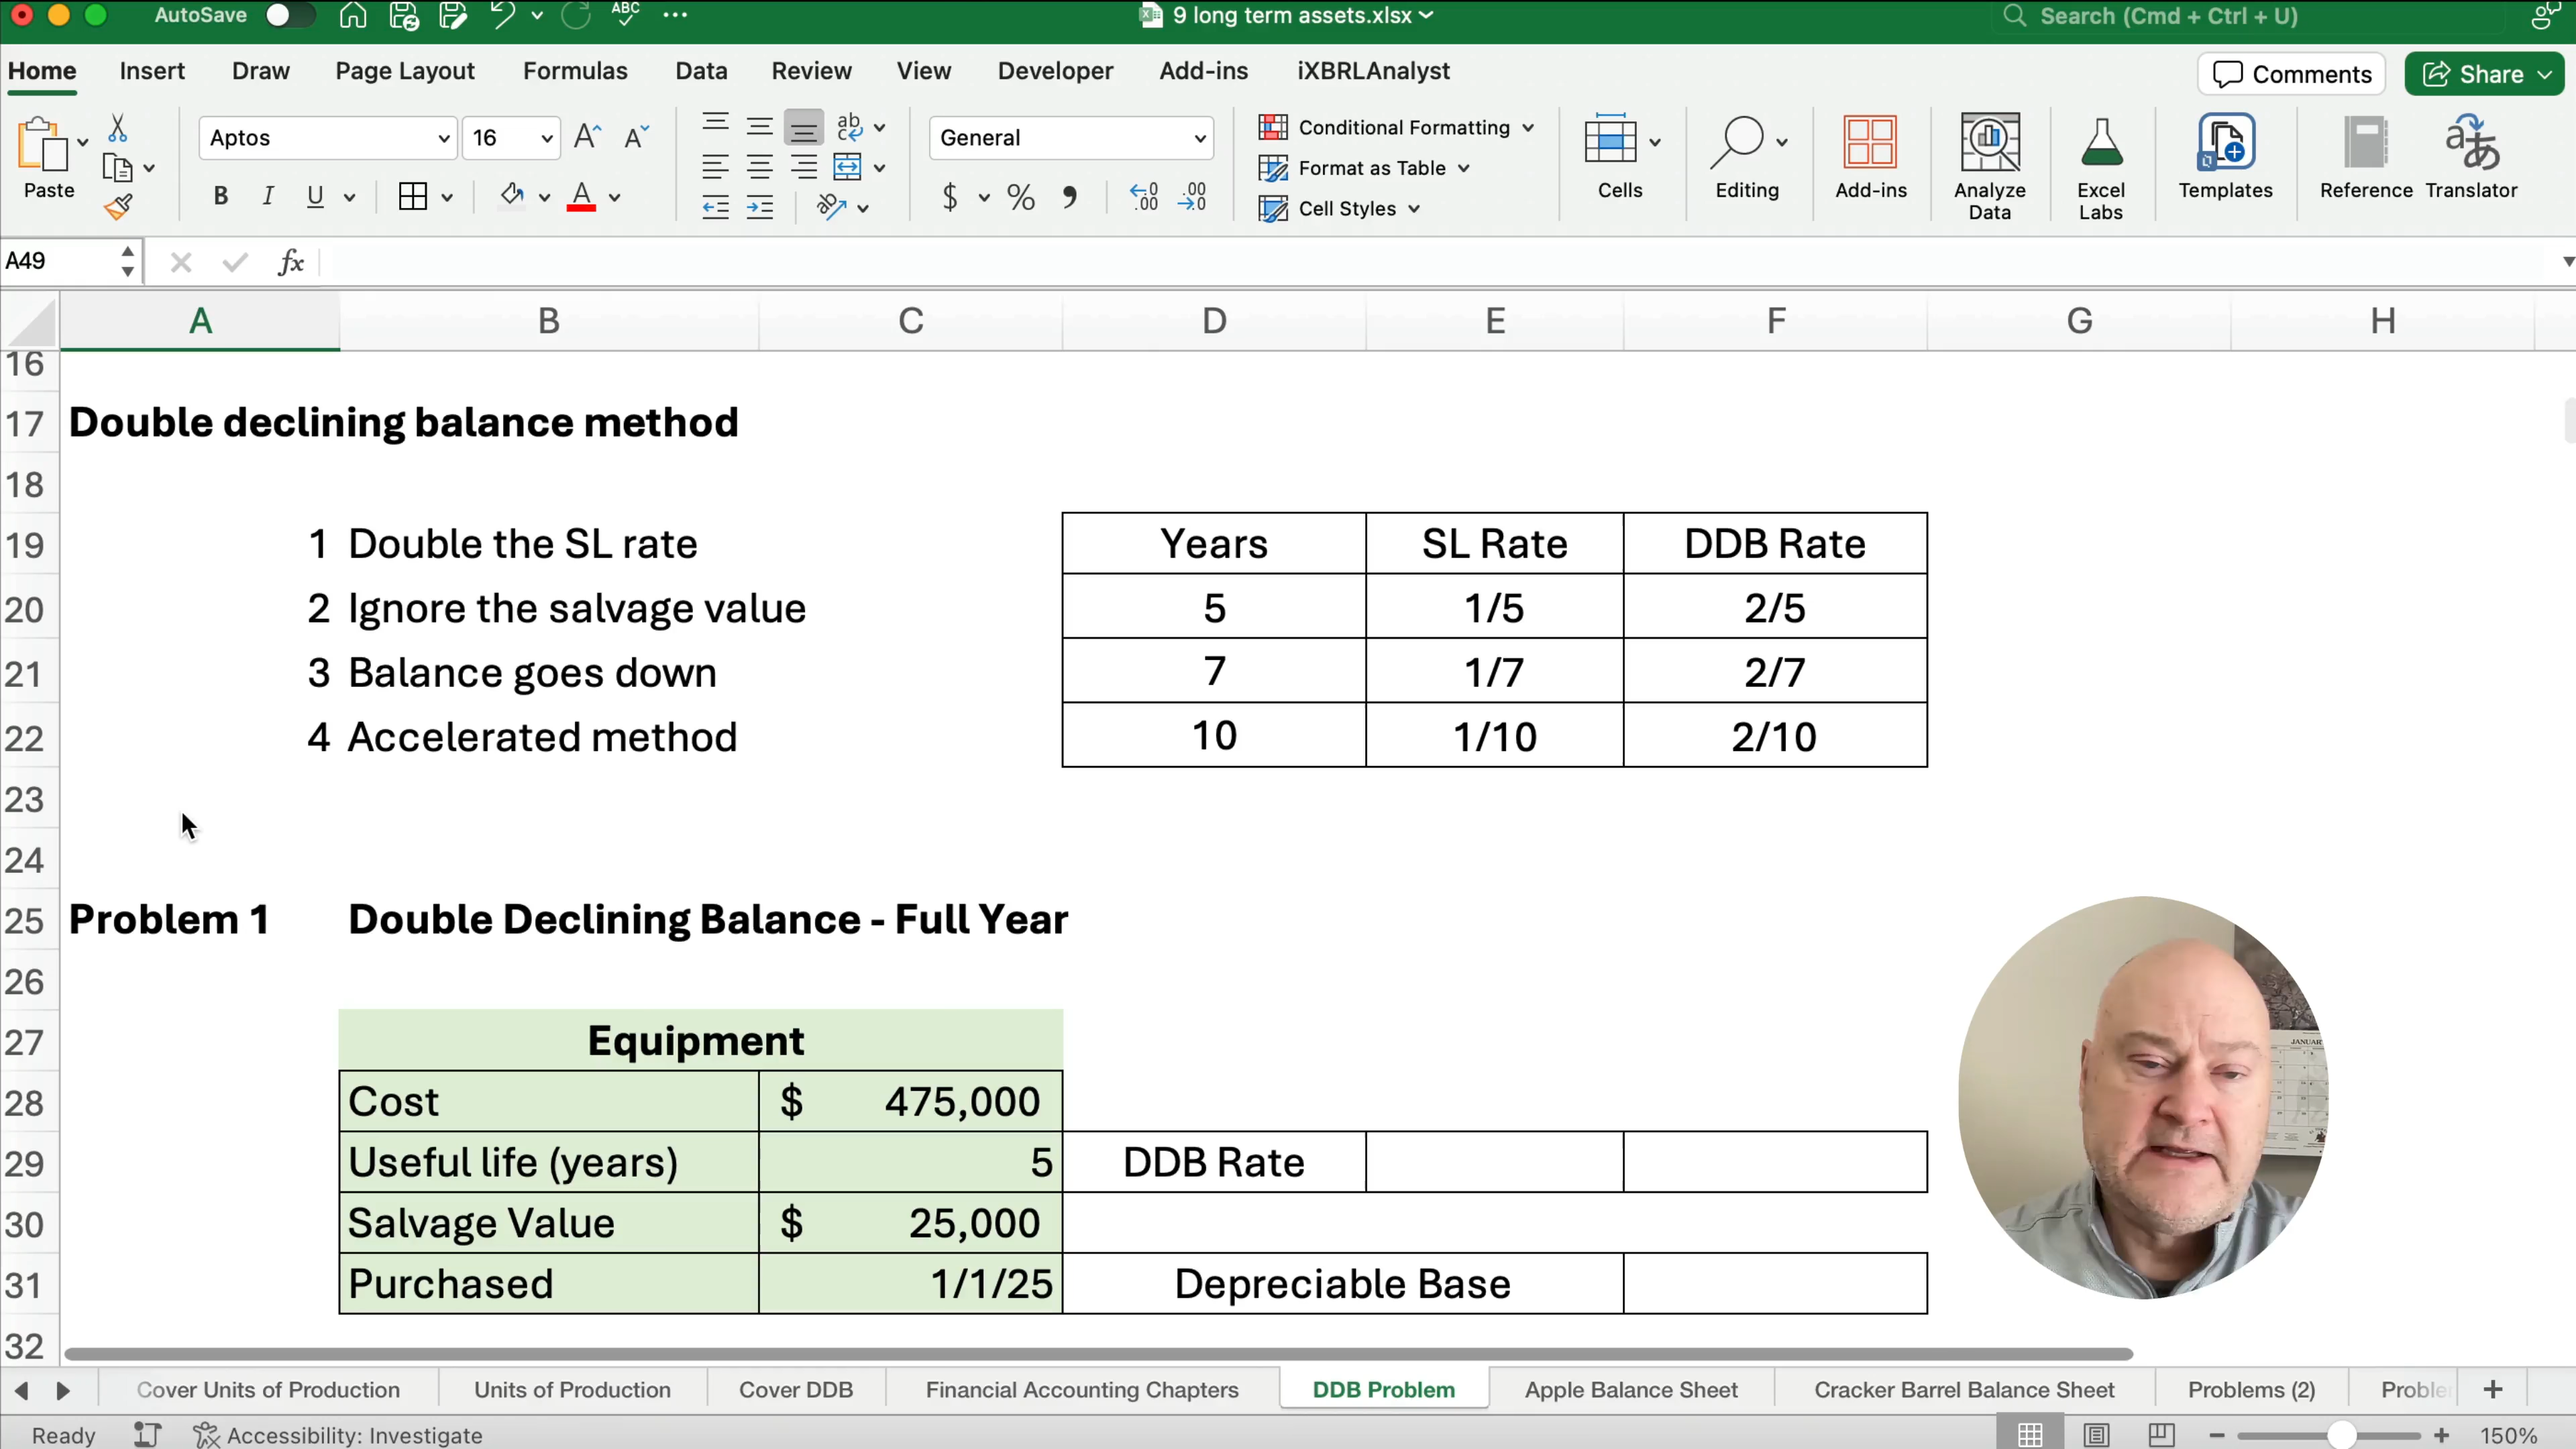 AutoSave
ABC
9 long term assets.xlsx
Search (Cmd + Ctrl + U)
Home Insert Draw Page Layout Formulas Data Review View Developer Add-ins iXBRLAnalyst
Comments Share
Paste
Aptos 16
General
Conditional Formatting
Format as Table
Cell Styles
Cells
Editing
Add-ins
Analyze Data
Excel Labs
Templates
Reference
Translator
A49 fx
A B C D E F G H
16
17 Double declining balance method
18
19 1 Double the SL rate Years SL Rate DDB Rate
20 2 Ignore the salvage value 5 1/5 2/5
21 3 Balance goes down 7 1/7 2/7
22 4 Accelerated method 10 1/10 2/10
23
24
25 Problem 1 Double Declining Balance - Full Year
26
27 Equipment
28 Cost $ 475,000
29 Useful life (years) 5 DDB Rate
30 Salvage Value $ 25,000
31 Purchased 1/1/25 Depreciable Base
32
Cover Units of Production Units of Production Cover DDB Financial Accounting Chapters DDB Problem Apple Balance Sheet Cracker Barrel Balance Sheet Problems (2)
Ready Accessibility: Investigate 150%